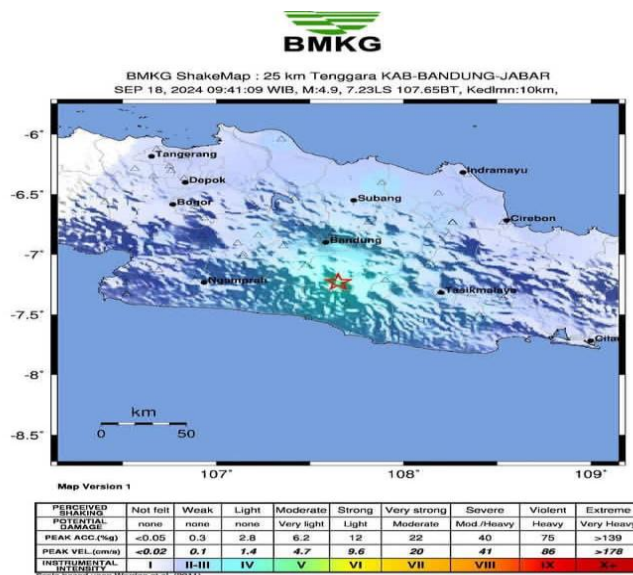 BMKG
BMKG ShakeMap : 25 km Tenggara KAB-BANDUNG-JABAR
SEP 18, 2024 09:41:09 WIB, M:4.9, 7.23LS 107.65BT, Kedlmn:10km,
-6°
Tangerang
Depok
Indramayu
-6.5°
Bogor
Subang
Cirebon
Bandung
-7°
Ngamprah
Tasikmalaya
-7.5°
-8°
km
0 50
-8.5°
107° 108° 109°
Map Version 1
PERCEIVED SHAKING Not felt Weak Light Moderate Strong Very strong Severe Violent Extreme
POTENTIAL DAMAGE none none none Very light Light Moderate Mod./Heavy Heavy Very Heavy
PEAK ACC.(%g) <0.05 0.3 2.8 6.2 12 22 40 75 >139
PEAK VEL.(cm/s) <0.02 0.1 1.4 4.7 9.6 20 41 86 >178
INSTRUMENTAL INTENSITY I II-III IV V VI VII VIII IX X+